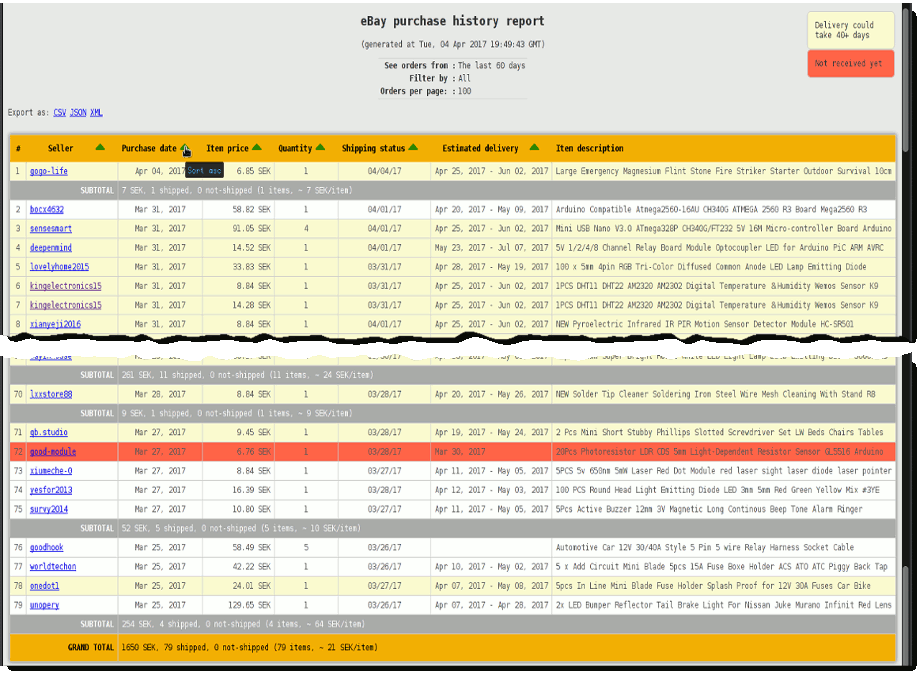 eBay purchase history report
(generated at Tue, 04 Apr 2017 19:49:43 GMT)
Delivery could
take 40+ days
Not received yet
See orders from : The last 60 days
Filter by : All
Orders per page: : 100
Export as: CSV JSON XML
# Seller Purchase date Item price Quantity Shipping status Estimated delivery Item description
1 gogo-life Apr 04, 2017 6.85 SEK 1 04/04/17 Apr 25, 2017 - Jun 02, 2017 Large Emergency Magnesium Flint Stone Fire Striker Starter Outdoor Survival 10cm
Sort asc
SUBTOTAL 7 SEK, 1 shipped, 0 not-shipped (1 items, ~ 7 SEK/item)
2 bocx4632 Mar 31, 2017 58.82 SEK 1 04/01/17 Apr 20, 2017 - May 09, 2017 Arduino Compatible Atmega2560-16AU CH340G ATMEGA 2560 R3 Board Mega2560 R3
3 sensesmart Mar 31, 2017 91.05 SEK 4 04/01/17 Apr 25, 2017 - Jun 02, 2017 Mini USB Nano V3.0 ATmega328P CH340G/FT232 5V 16M Micro-controller Board Arduino
4 deepenmind Mar 31, 2017 14.52 SEK 1 04/01/17 May 23, 2017 - Jul 07, 2017 5V 1/2/4/8 Channel Relay Board Module Optocoupler LED for Arduino PiC ARM AVRC
5 lovelyhome2015 Mar 31, 2017 33.83 SEK 1 03/31/17 Apr 28, 2017 - May 19, 2017 100 x 5mm 4pin RGB Tri-Color Diffused Common Anode LED Lamp Emitting Diode
6 kingelectronics15 Mar 31, 2017 8.84 SEK 1 03/31/17 Apr 25, 2017 - Jun 02, 2017 1PCS DHT11 DHT22 AM2320 AM2302 Digital Temperature &Humidity Wemos Sensor K9
7 kingelectronics15 Mar 31, 2017 14.28 SEK 1 03/31/17 Apr 25, 2017 - Jun 02, 2017 1PCS DHT11 DHT22 AM2320 AM2302 Digital Temperature &Humidity Wemos Sensor K9
8 xianyeji2016 Mar 31, 2017 8.84 SEK 1 04/01/17 Apr 25, 2017 - Jun 02, 2017 NEW Pyroelectric Infrared IR PIR Motion Sensor Detector Module HC-SR501
SUBTOTAL 261 SEK, 11 shipped, 0 not-shipped (11 items, ~ 24 SEK/item)
70 lxxstore88 Mar 28, 2017 8.84 SEK 1 03/28/17 Apr 20, 2017 - May 26, 2017 NEW Solder Tip Cleaner Soldering Iron Steel Wire Mesh Cleaning With Stand R8
SUBTOTAL 9 SEK, 1 shipped, 0 not-shipped (1 items, ~ 9 SEK/item)
71 qb.studio Mar 27, 2017 9.45 SEK 1 03/28/17 Apr 19, 2017 - May 24, 2017 2 Pcs Mini Short Stubby Phillips Slotted Screwdriver Set LW Beds Chairs Tables
72 good-module Mar 27, 2017 6.76 SEK 1 03/28/17 Mar 30, 2017 20Pcs Photoresistor LDR CDS 5mm Light-Dependent Resistor Sensor GL5516 Arduino
73 xiumeche-0 Mar 27, 2017 8.84 SEK 1 03/27/17 Apr 11, 2017 - May 05, 2017 5PCS 5v 650nm 5mW Laser Red Dot Module red laser sight laser diode laser pointer
74 yesfor2013 Mar 27, 2017 16.39 SEK 1 03/28/17 Apr 12, 2017 - May 03, 2017 100 PCS Round Head Light Emitting Diode LED 3mm 5mm Red Green Yellow Mix #3YE
75 survy2014 Mar 27, 2017 10.80 SEK 1 03/28/17 Apr 11, 2017 - May 05, 2017 5Pcs Active Buzzer 12mm 3V Magnetic Long Continous Beep Tone Alarm Ringer
SUBTOTAL 52 SEK, 5 shipped, 0 not-shipped (5 items, ~ 10 SEK/item)
76 goodhook Mar 25, 2017 58.49 SEK 5 03/26/17 Automotive Car 12V 30/40A Style 5 Pin 5 wire Relay Harness Socket Cable
77 worldtechon Mar 25, 2017 42.22 SEK 1 03/26/17 Apr 10, 2017 - May 02, 2017 5 x Add Circuit Mini Blade 5pcs 15A Fuse Boxe Holder ACS ATO ATC Piggy Back Tap
78 onedot1 Mar 25, 2017 24.01 SEK 1 03/27/17 Apr 07, 2017 - May 08, 2017 5pcs In Line Mini Blade Fuse Holder Splash Proof for 12V 30A Fuses Car Bike
79 unopery Mar 25, 2017 129.65 SEK 1 03/26/17 Apr 07, 2017 - Apr 28, 2017 2x LED Bumper Reflector Tail Brake Light For Nissan Juke Murano Infinit Red Lens
SUBTOTAL 254 SEK, 4 shipped, 0 not-shipped (4 items, ~ 64 SEK/item)
GRAND TOTAL 1650 SEK, 79 shipped, 0 not-shipped (79 items, ~ 21 SEK/item)